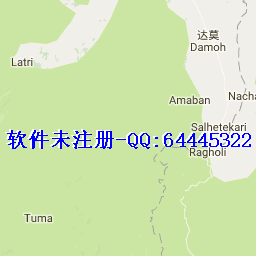 达莫
Damoh
Latri
Amaban
Nacha
Salhetekari
软件未注册-QQ:64445322
Ragholi
Tuma